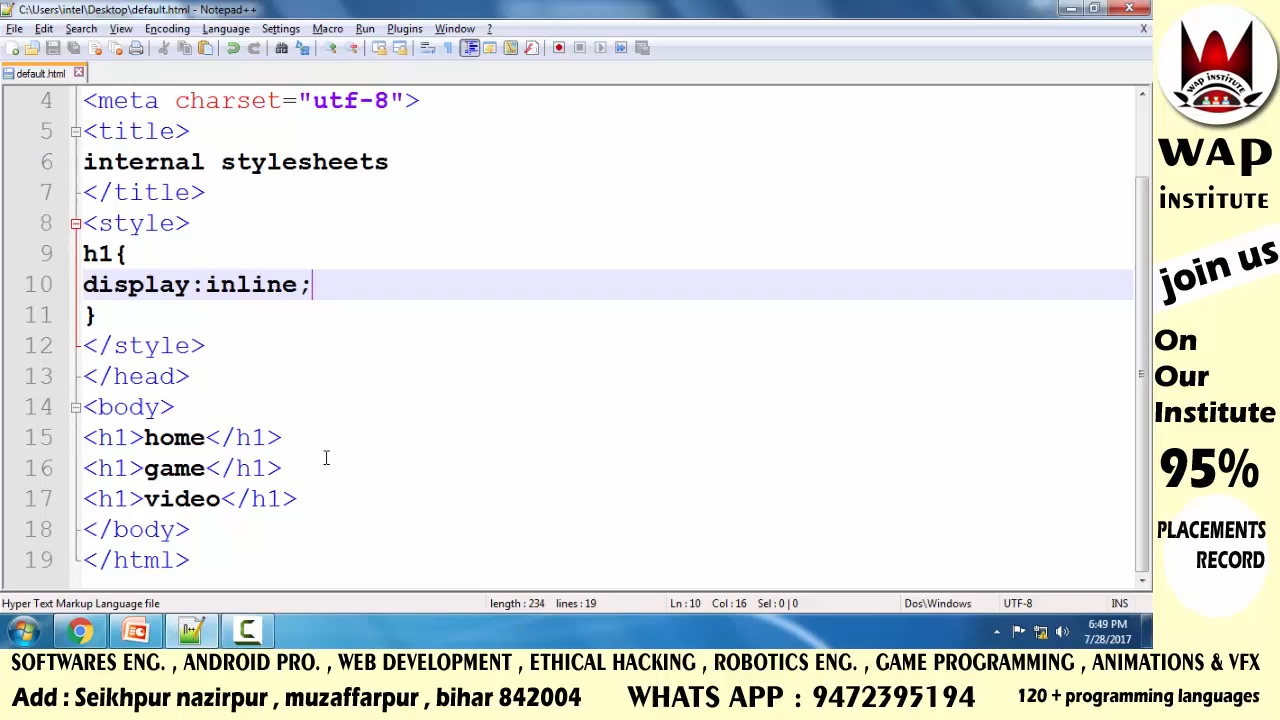 C:\Users\intel\Desktop\default.html - Notepad++
File Edit Search View Encoding Language Settings Macro Run Plugins Window ? X
default.html
4 <meta charset="utf-8">
5 <title>
6 internal stylesheets
7 </title>
8 <style>
9 h1{
10 display:inline;
11 }
12 </style>
13 </head>
14 <body>
15 <h1>home</h1>
16 <h1>game</h1>
17 <h1>video</h1>
18 </body>
19 </html>
Hyper Text Markup Language file length : 234 lines : 19 Ln : 10 Col : 16 Sel : 0 | 0 Dos\Windows UTF-8 INS
6:49 PM
7/28/2017
WAP INSTITUTE
WAP
INSTITUTE
join us
On
Our
Institute
95%
PLACEMENTS
RECORD
SOFTWARES ENG. , ANDROID PRO. , WEB DEVELOPMENT , ETHICAL HACKING , ROBOTICS ENG. , GAME PROGRAMMING , ANIMATIONS & VFX
Add : Seikhpur nazirpur , muzaffarpur , bihar 842004 WHATS APP : 9472395194 120 + programming languages